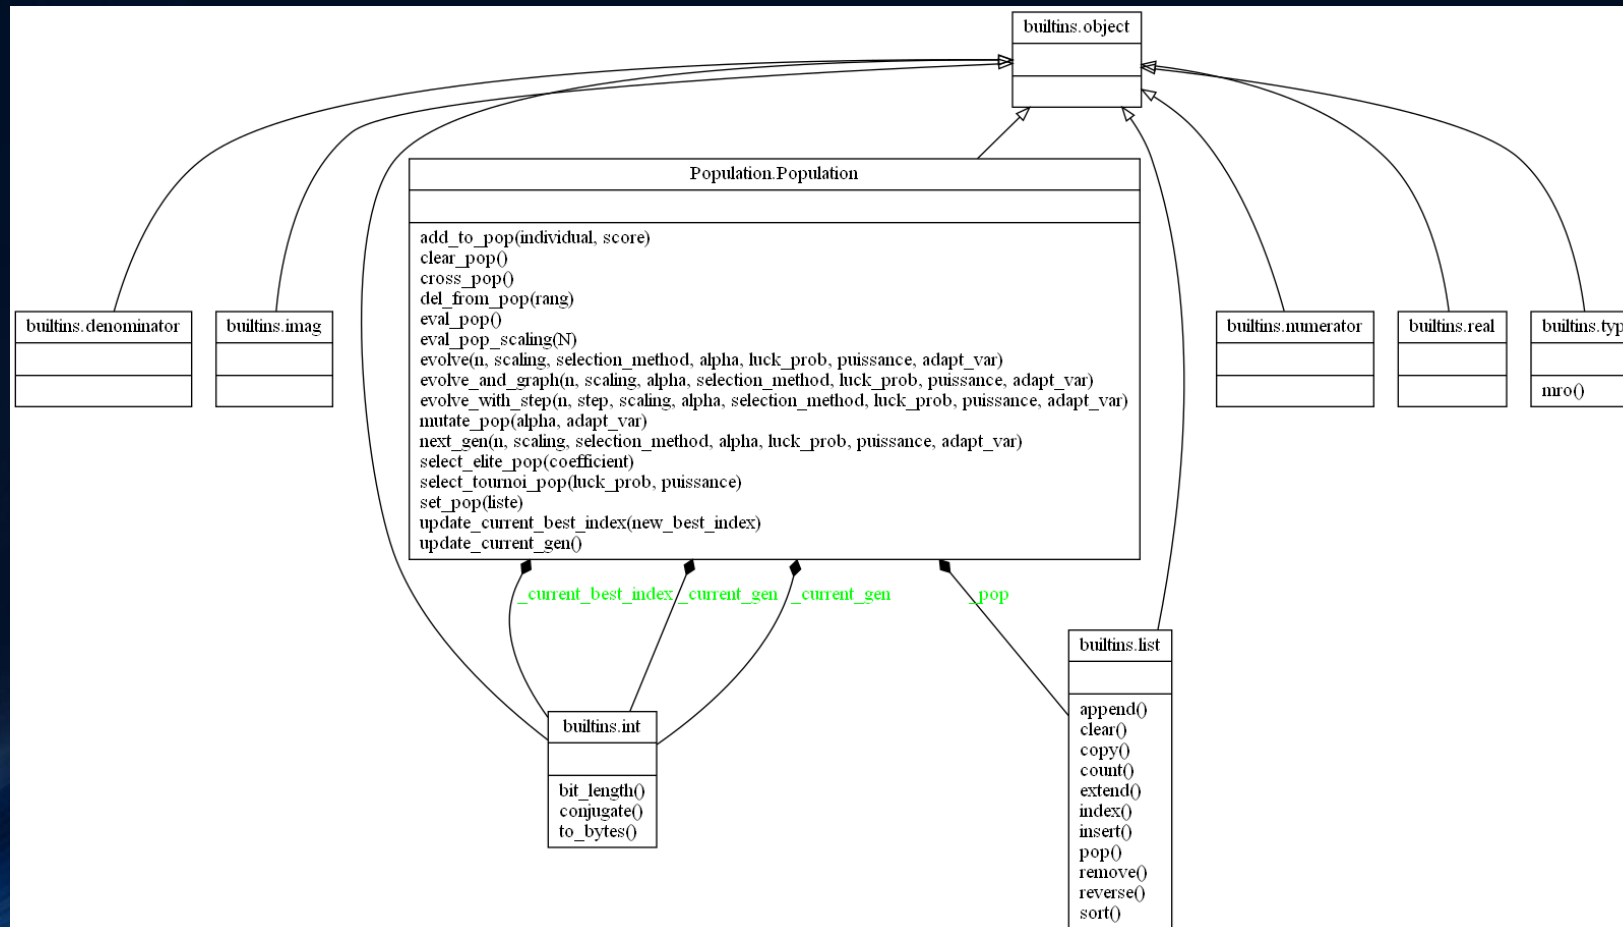 builtins.object
Population.Population
add_to_pop(individual, score)
clear_pop()
cross_pop()
del_from_pop(rang)
eval_pop()
eval_pop_scaling(N)
evolve(n, scaling, selection_method, alpha, luck_prob, puissance, adapt_var)
evolve_and_graph(n, scaling, alpha, selection_method, luck_prob, puissance, adapt_var)
evolve_with_step(n, step, scaling, alpha, selection_method, luck_prob, puissance, adapt_var)
mutate_pop(alpha, adapt_var)
next_gen(n, scaling, selection_method, alpha, luck_prob, puissance, adapt_var)
select_elite_pop(coefficient)
select_tournoi_pop(luck_prob, puissance)
set_pop(liste)
update_current_best_index(new_best_index)
update_current_gen()
builtins.denominator
builtins.imag
builtins.numerator
builtins.real
builtins.typ
mro()
_current_best_index
_current_gen
_current_gen
_pop
builtins.int
bit_length()
conjugate()
to_bytes()
builtins.list
append()
clear()
copy()
count()
extend()
index()
insert()
pop()
remove()
reverse()
sort()